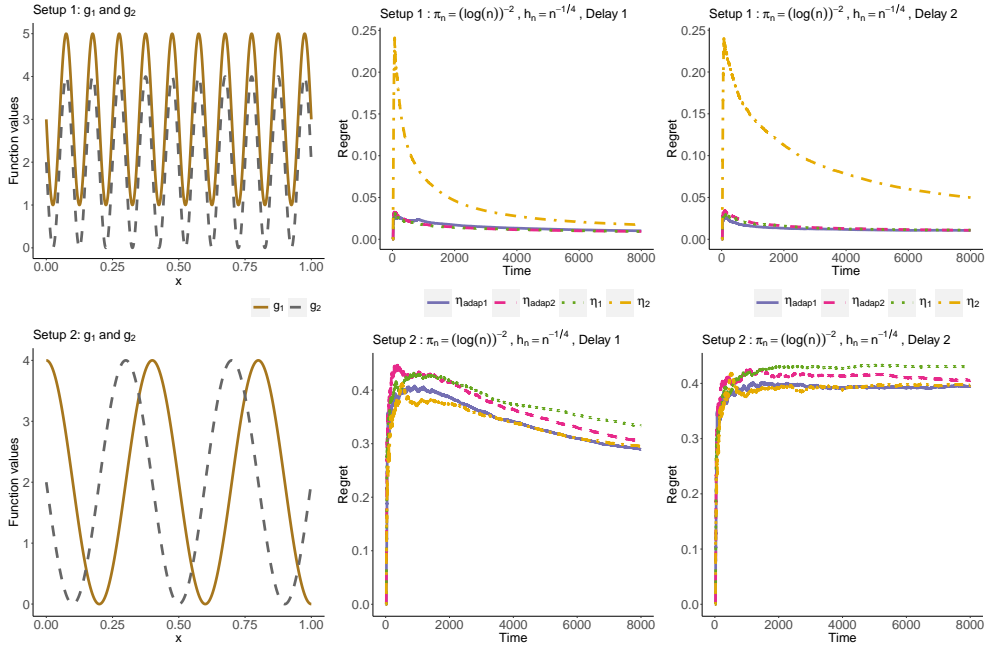 Setup 1: g₁ and g₂
Function values
5
4
3
2
1
0
0.00 0.25 0.50 0.75 1.00
x
Setup 1 : πₙ = (log(n))⁻² , hₙ = n⁻¹/⁴ , Delay 1
Regret
0.25
0.20
0.15
0.10
0.05
0.00
0 2000 4000 6000 8000
Time
Setup 1 : πₙ = (log(n))⁻² , hₙ = n⁻¹/⁴ , Delay 2
Regret
0.25
0.20
0.15
0.10
0.05
0.00
0 2000 4000 6000 8000
Time
g₁ g₂
ηadap1 ηadap2 η₁ η₂
ηadap1 ηadap2 η₁ η₂
Setup 2: g₁ and g₂
Function values
4
3
2
1
0
0.00 0.25 0.50 0.75 1.00
x
Setup 2 : πₙ = (log(n))⁻² , hₙ = n⁻¹/⁴ , Delay 1
Regret
0.4
0.3
0.2
0.1
0.0
0 2000 4000 6000 8000
Time
Setup 2 : πₙ = (log(n))⁻² , hₙ = n⁻¹/⁴ , Delay 2
Regret
0.4
0.3
0.2
0.1
0.0
0 2000 4000 6000 8000
Time